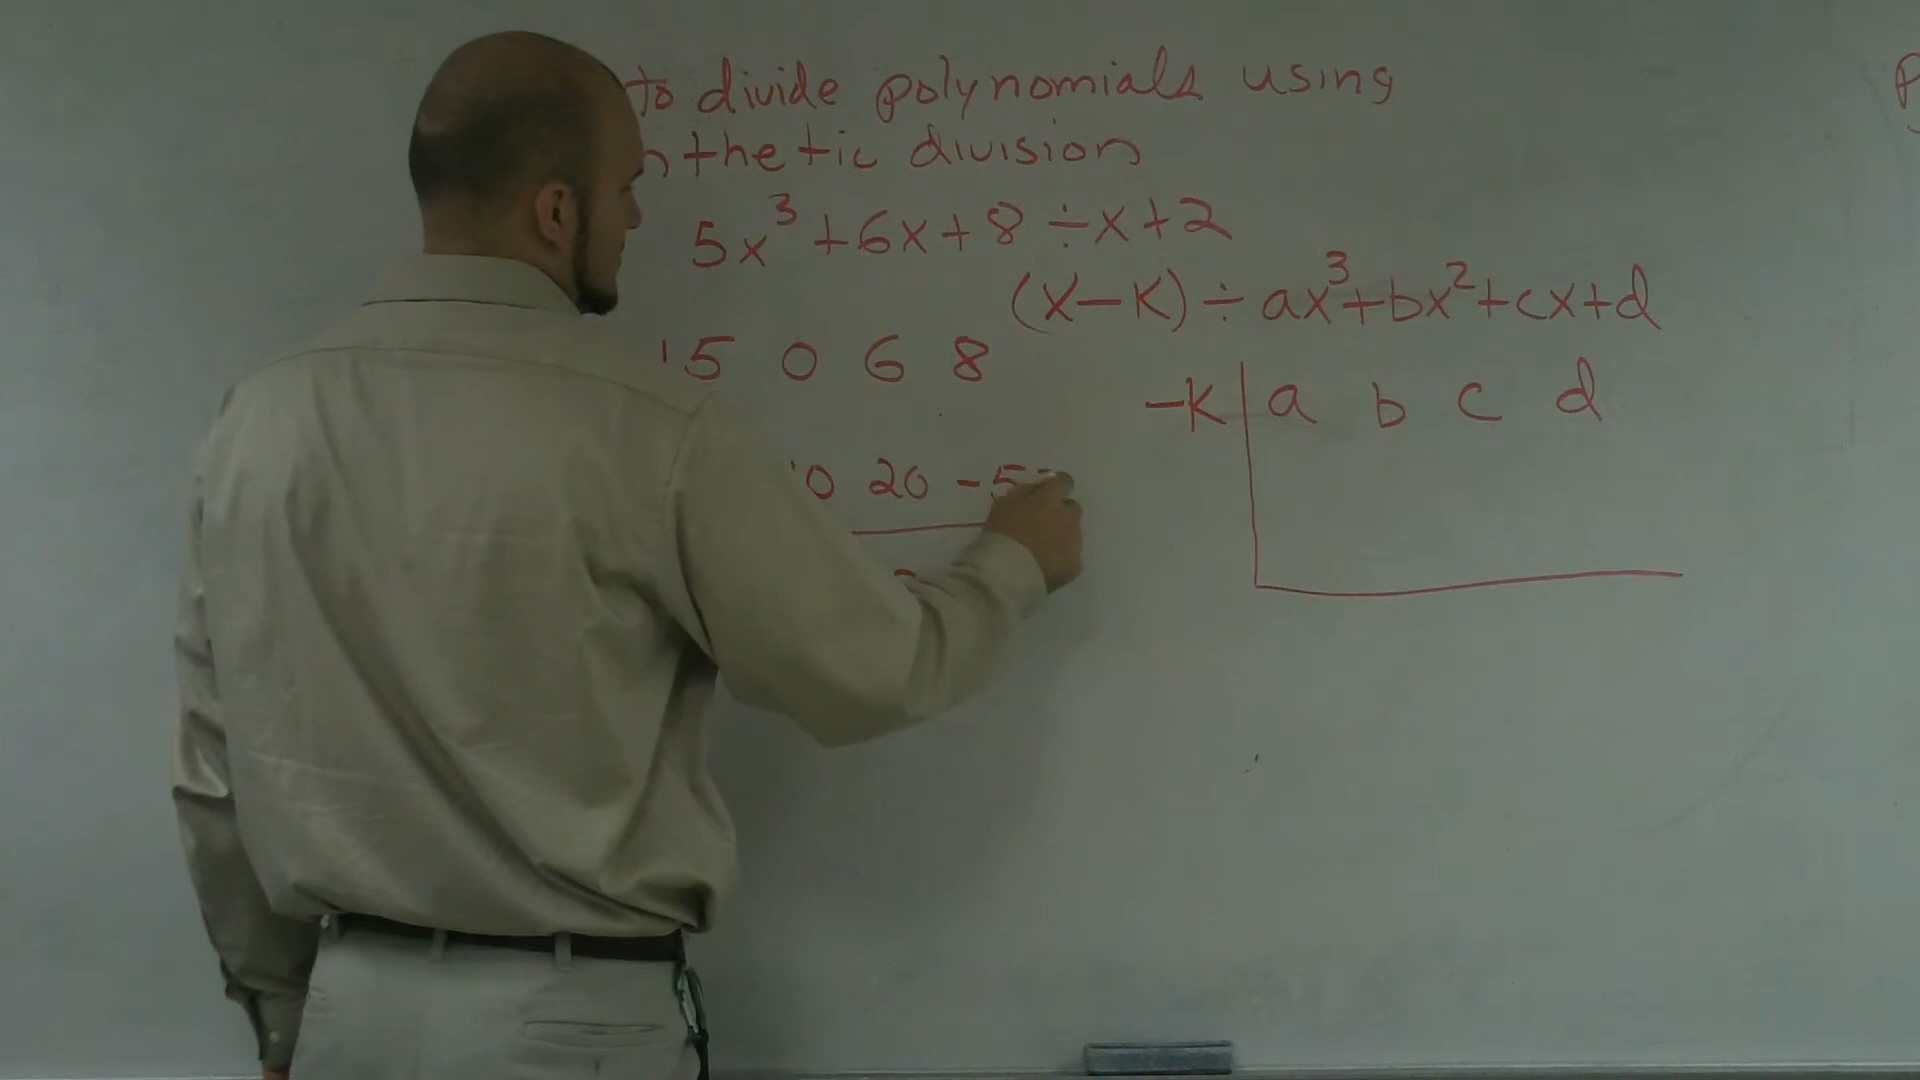 to divide polynomials using
nthetic division
5x³+6x+8÷x+2
(x-k)÷ax³+bx²+cx+d
5 0 6 8
-k| a b c d
10 20 -5